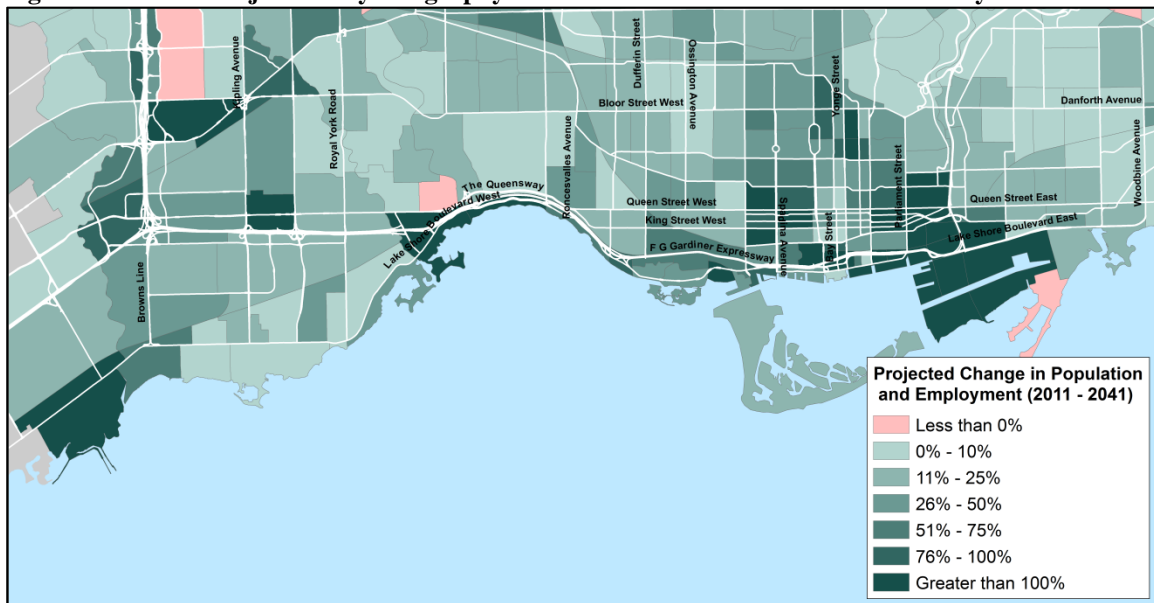 Kipling Avenue
Royal York Road
Browns Line
The Queensway
Lake Shore Boulevard West
Roncesvalles Avenue
Dufferin Street
Ossington Avenue
Bloor Street West
Queen Street West
King Street West
F G Gardiner Expressway
Spadina Avenue
Bay Street
Yonge Street
Parliament Street
Danforth Avenue
Queen Street East
Lake Shore Boulevard East
Woodbine Avenue
Projected Change in Population
and Employment (2011 - 2041)
Less than 0%
0% - 10%
11% - 25%
26% - 50%
51% - 75%
76% - 100%
Greater than 100%